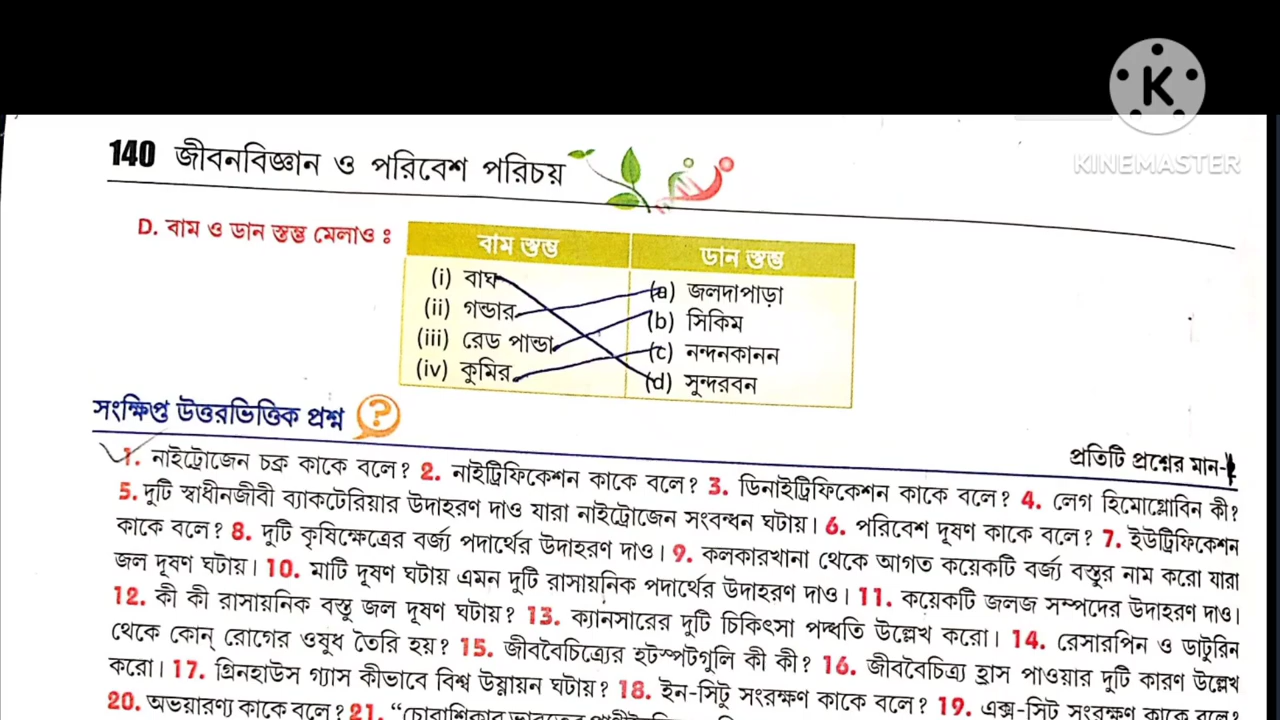 K
KINEMASTER
140 জীবনবিজ্ঞান ও পরিবেশ পরিচয়
D. বাম ও ডান স্তম্ভ মেলাও ঃ
বাম স্তম্ভ ডান স্তম্ভ
(i) বাঘ (a) জলদাপাড়া
(ii) গন্ডার (b) সিকিম
(iii) রেড পান্ডা (c) নন্দনকানন
(iv) কুমির (d) সুন্দরবন
সংক্ষিপ্ত উত্তরভিত্তিক প্রশ্ন ?
প্রতিটি প্রশ্নের মান-1
1. নাইট্রোজেন চক্র কাকে বলে? 2. নাইট্রিফিকেশন কাকে বলে? 3. ডিনাইট্রিফিকেশন কাকে বলে? 4. লেগ হিমোগ্লোবিন কী?
5. দুটি স্বাধীনজীবী ব্যাকটেরিয়ার উদাহরণ দাও যারা নাইট্রোজেন সংবন্ধন ঘটায়। 6. পরিবেশ দূষণ কাকে বলে? 7. ইউট্রিফিকেশন
কাকে বলে? 8. দুটি কৃষিক্ষেত্রের বর্জ্য পদার্থের উদাহরণ দাও। 9. কলকারখানা থেকে আগত কয়েকটি বর্জ্য বস্তুর নাম করো যারা
জল দূষণ ঘটায়। 10. মাটি দূষণ ঘটায় এমন দুটি রাসায়নিক পদার্থের উদাহরণ দাও। 11. কয়েকটি জলজ সম্পদের উদাহরণ দাও।
12. কী কী রাসায়নিক বস্তু জল দূষণ ঘটায়? 13. ক্যানসারের দুটি চিকিৎসা পদ্ধতি উল্লেখ করো। 14. রেসারপিন ও ডাটুরিন
থেকে কোন্ রোগের ওষুধ তৈরি হয়? 15. জীববৈচিত্র্যের হটস্পটগুলি কী কী? 16. জীববৈচিত্র্য হ্রাস পাওয়ার দুটি কারণ উল্লেখ
করো। 17. গ্রিনহাউস গ্যাস কীভাবে বিশ্ব উষ্ণায়ন ঘটায়? 18. ইন-সিটু সংরক্ষণ কাকে বলে? 19. এক্স-সিটু সংরক্ষণ কাকে বলে?
20. অভয়ারণ্য কাকে বলে? 21. “চোরাশিকার ভারতের